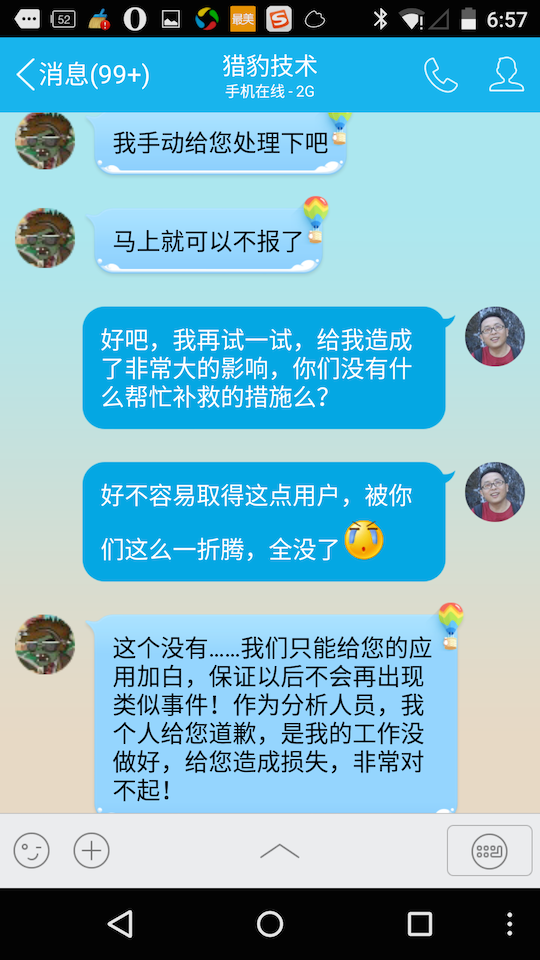 52
最美
S
6:57
消息(99+)
猎豹技术
手机在线 - 2G
我手动给您处理下吧
马上就可以不报了
好吧，我再试一试，给我造成
了非常大的影响，你们没有什
么帮忙补救的措施么？
好不容易取得这点用户，被你
们这么一折腾，全没了
这个没有……我们只能给您的应
用加白，保证以后不会再出现
类似事件！作为分析人员，我
个人给您道歉，是我的工作没
做好，给您造成损失，非常对
不起！